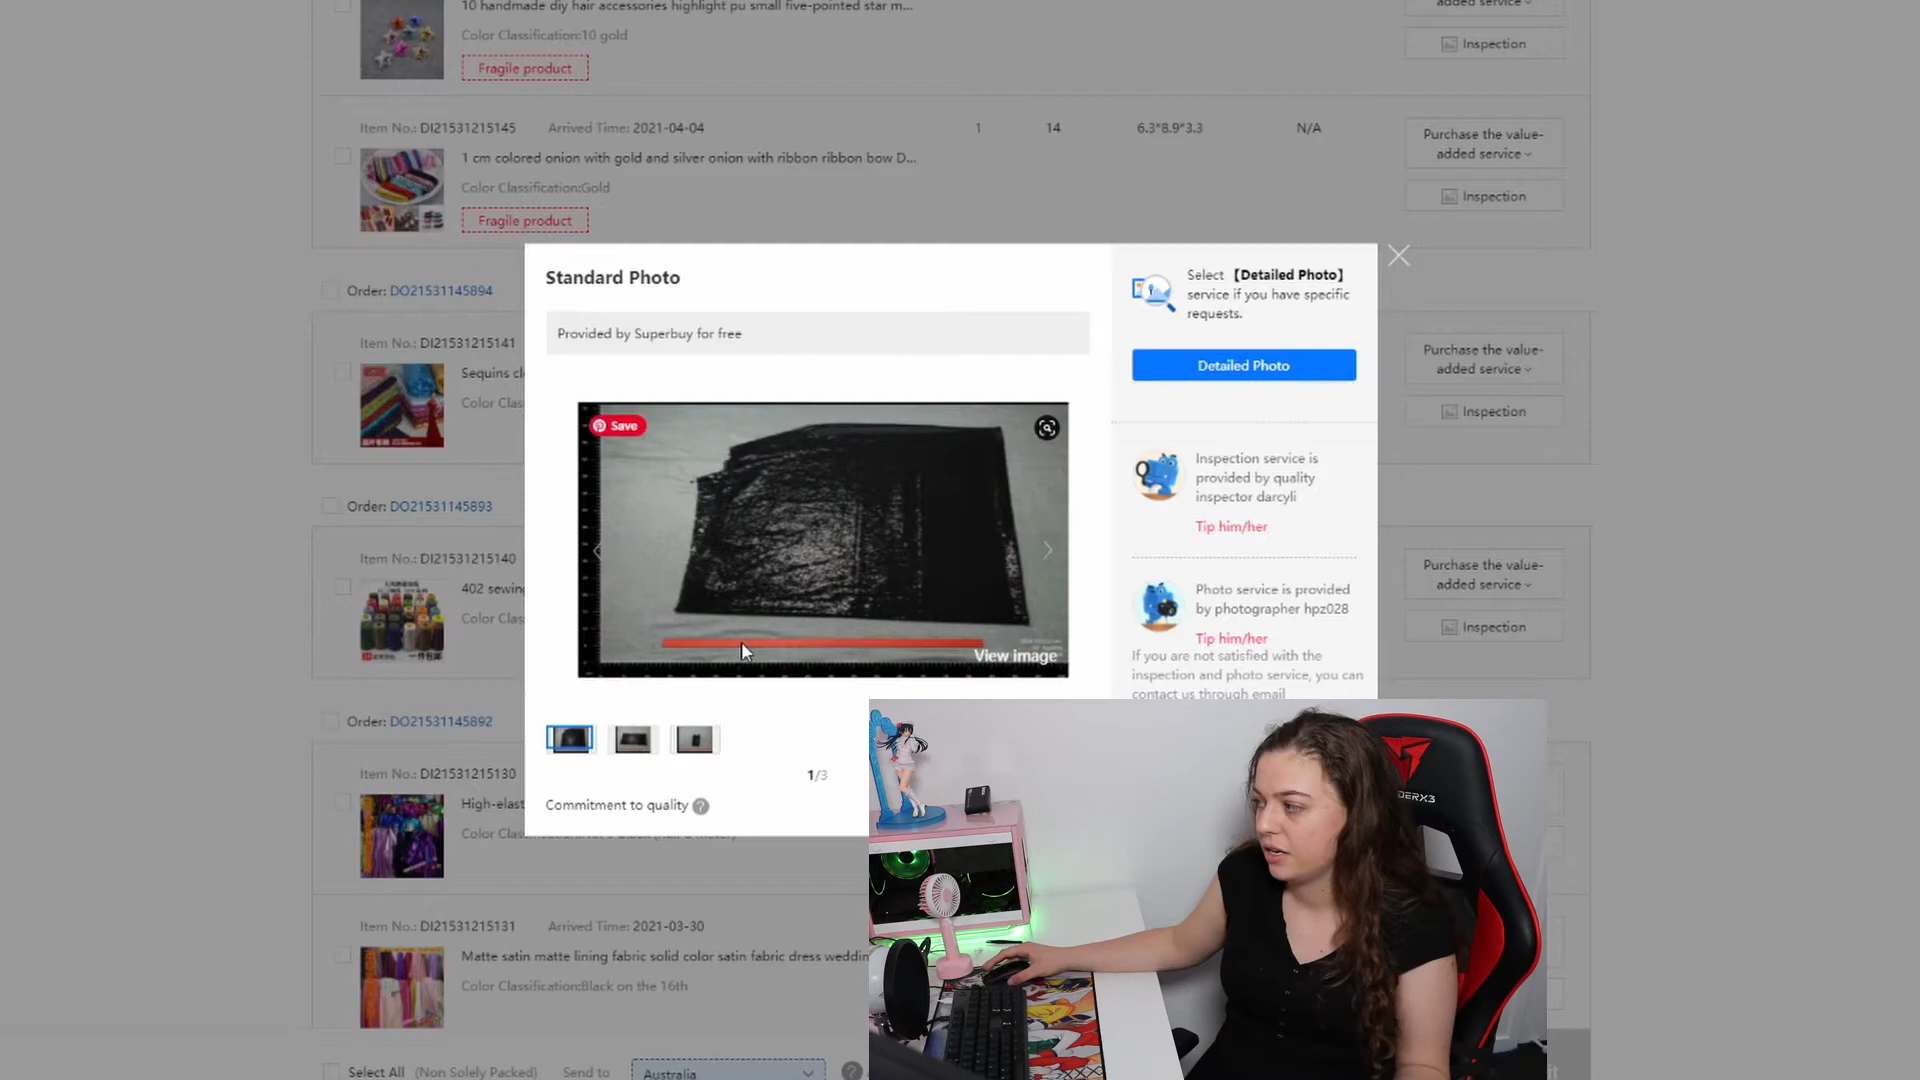 10 handmade diy hair accessories highlight pu small five-pointed star m...
added service
Color Classification:10 gold
Inspection
Fragile product
Item No.: DI21531215145 Arrived Time: 2021-04-04 1 14 6.3*8.9*3.3 N/A
Purchase the value-
added service
1 cm colored onion with gold and silver onion with ribbon ribbon bow D...
Color Classification:Gold
Inspection
Fragile product
Standard Photo
Provided by Superbuy for free
Save
View image
1/3
Commitment to quality ?
Select 【Detailed Photo】
service if you have specific
requests.
Detailed Photo
Inspection service is
provided by quality
inspector darcyli
Tip him/her
Photo service is provided
by photographer hpz028
Tip him/her
If you are not satisfied with the
inspection and photo service, you can
contact us through email
Order: DO21531145894
Item No.: DI21531215141
Sequins cl
Color Clas
Purchase the value-
added service
Inspection
Order: DO21531145893
Item No.: DI21531215140
402 sewing
Color Clas
Purchase the value-
added service
Inspection
Order: DO21531145892
Item No.: DI21531215130
High-elast
Item No.: DI21531215131 Arrived Time: 2021-03-30
Matte satin matte lining fabric solid color satin fabric dress weddin
Color Classification:Black on the 16th
Select All (Non Solely Packed) Send to Australia ?